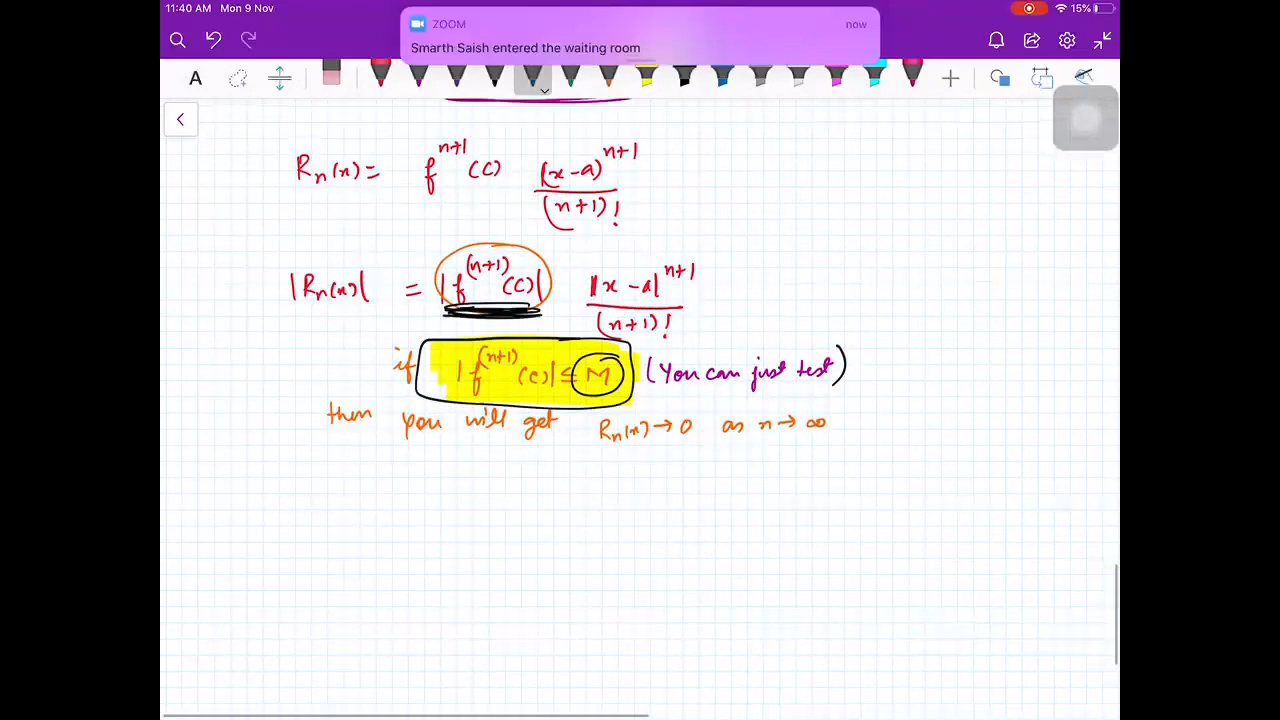 11:40 AM Mon 9 Nov
15%
ZOOM
now
Smarth Saish entered the waiting room
A
Rₙ(x) = fⁿ⁺¹(c) (x-a)ⁿ⁺¹/(n+1)!
|Rₙ(x)| = |f⁽ⁿ⁺¹⁾(c)| |x-a|ⁿ⁺¹/(n+1)!
if |f⁽ⁿ⁺¹⁾(c)| ≤ M (You can just test)
then you will get Rₙ(x) → 0 as n → ∞